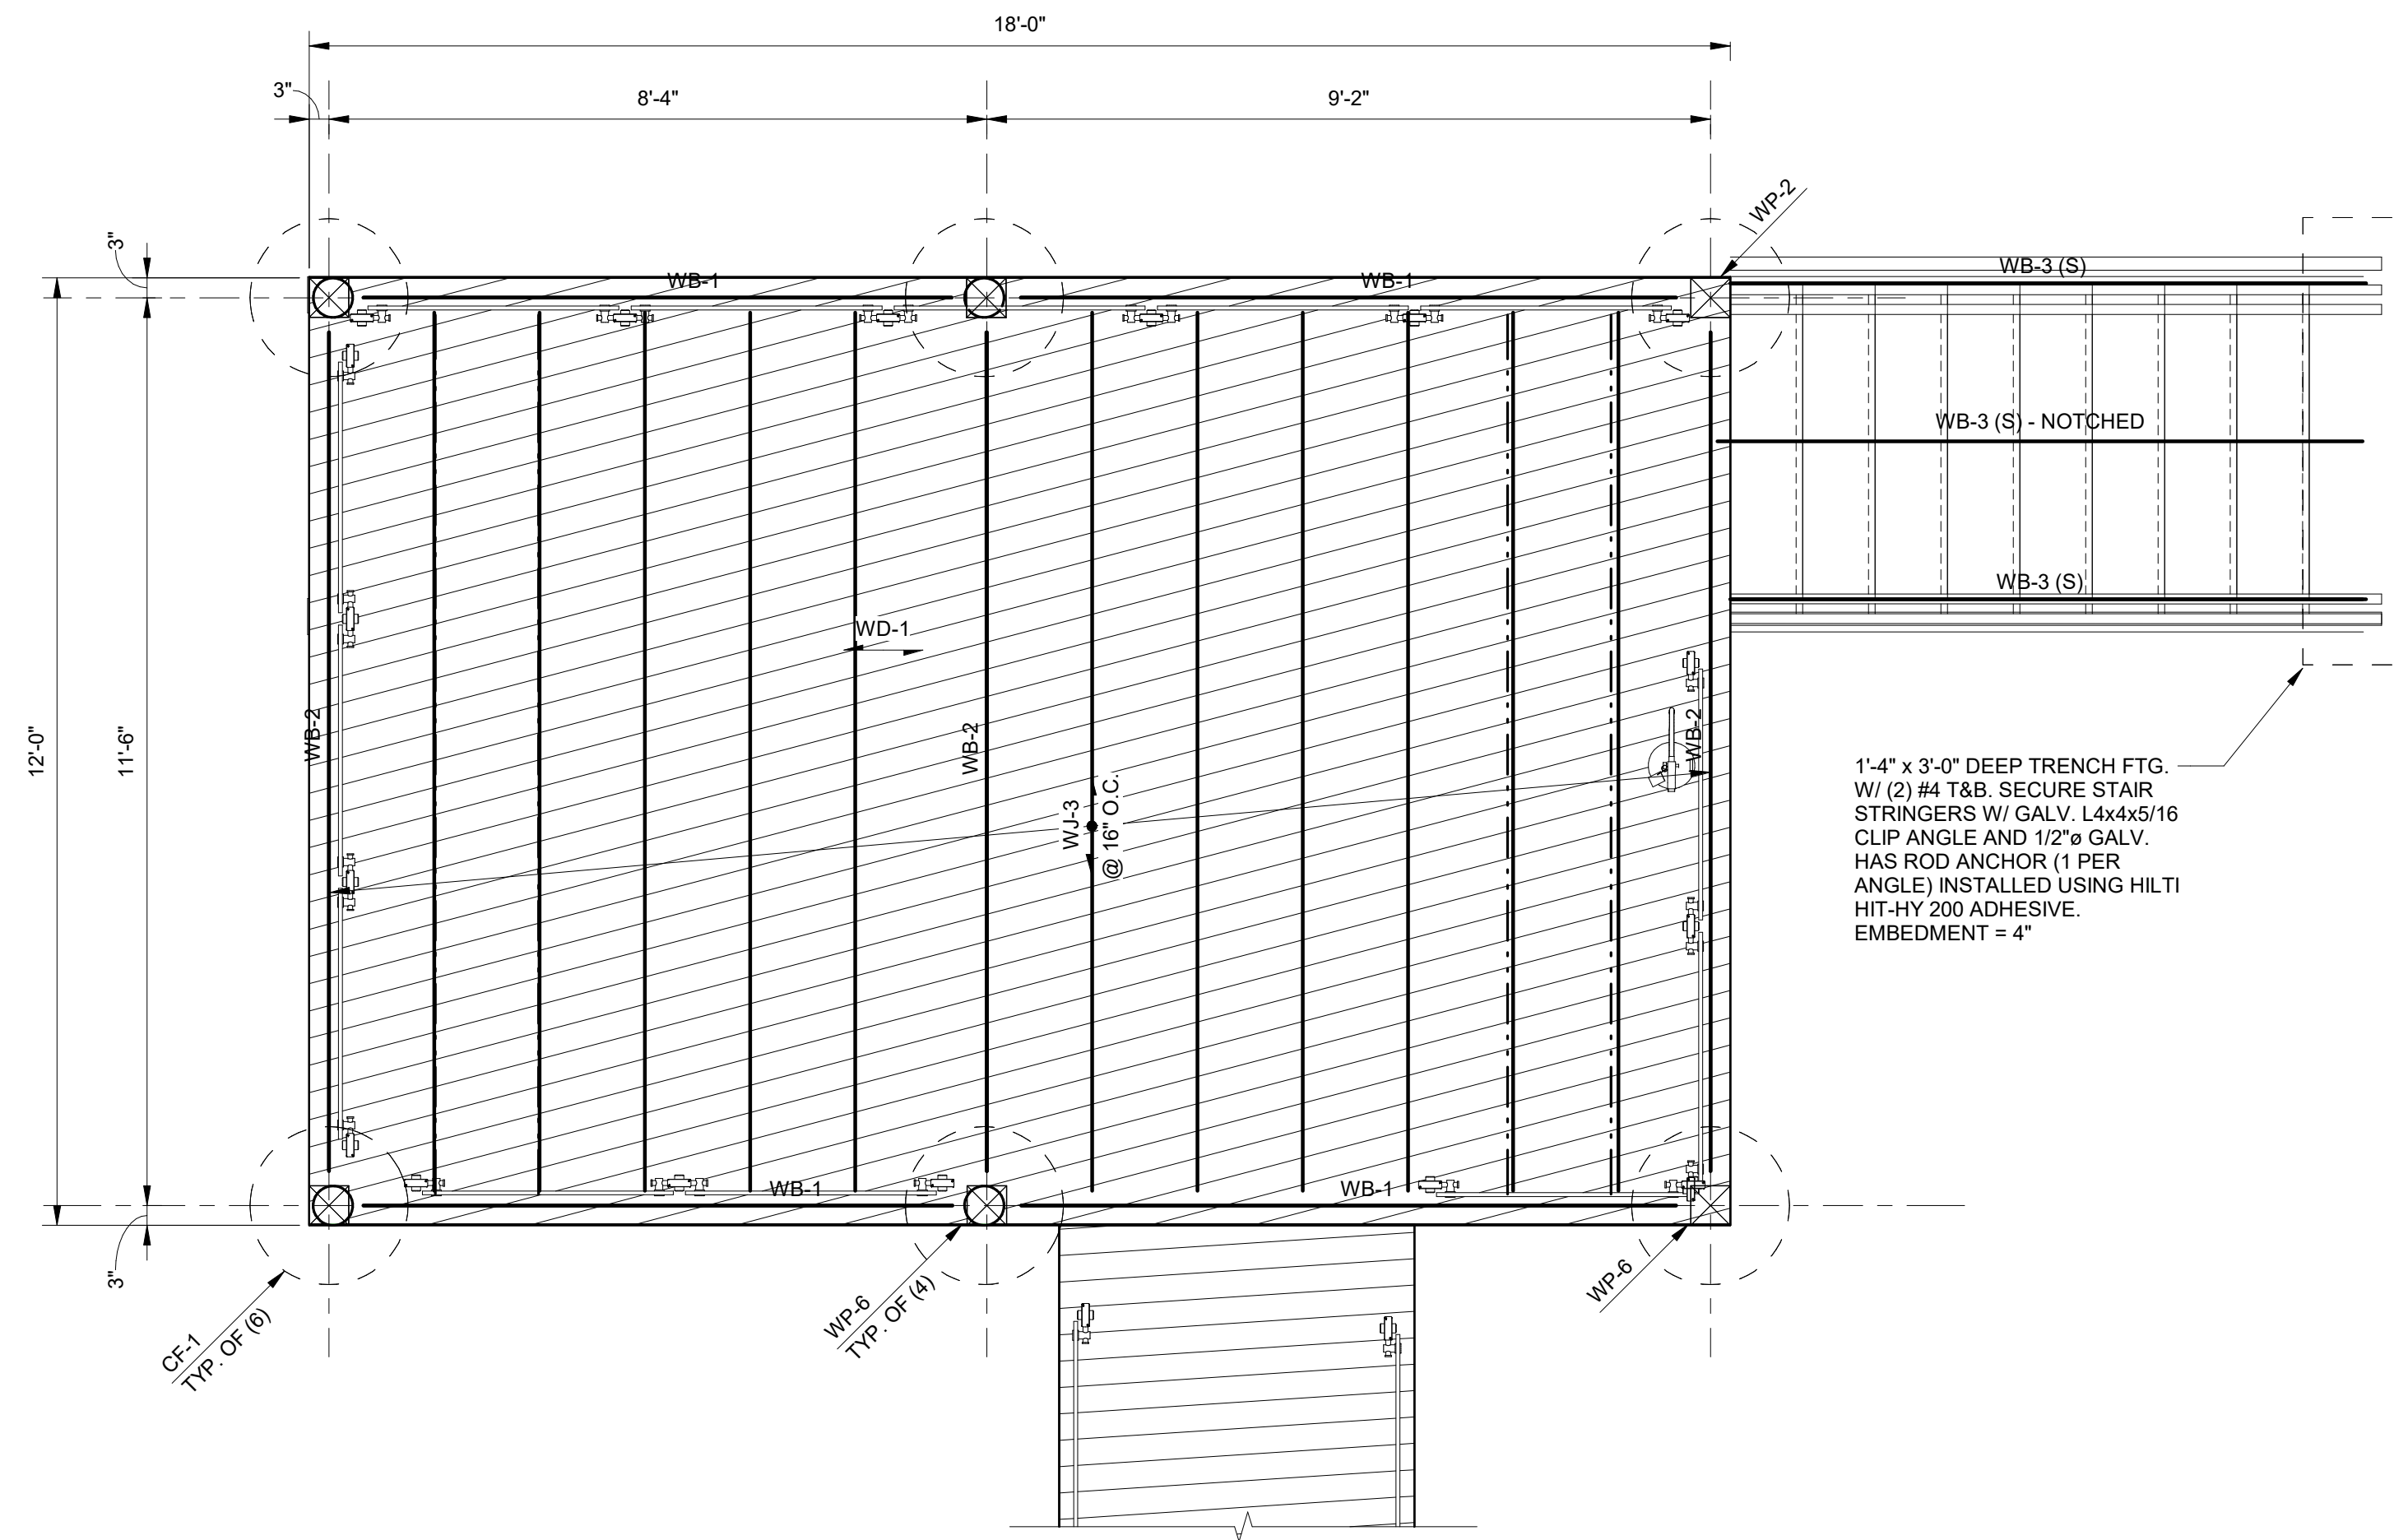 18'-0"
3"
8'-4"
9'-2"
WP-2
3"
WB-1
WB-1
WB-3 (S)
WB-3 (S) - NOTCHED
WB-3 (S)
WD-1
12'-0"
11'-6"
WB-2
WB-2
WB-2
WJ-3
@ 16" O.C.
1'-4" x 3'-0" DEEP TRENCH FTG.
W/ (2) #4 T&B. SECURE STAIR
STRINGERS W/ GALV. L4x4x5/16
CLIP ANGLE AND 1/2"ø GALV.
HAS ROD ANCHOR (1 PER
ANGLE) INSTALLED USING HILTI
HIT-HY 200 ADHESIVE.
EMBEDMENT = 4"
WB-1
WB-1
3"
CF-1
TYP. OF (6)
WP-6
TYP. OF (4)
WP-6